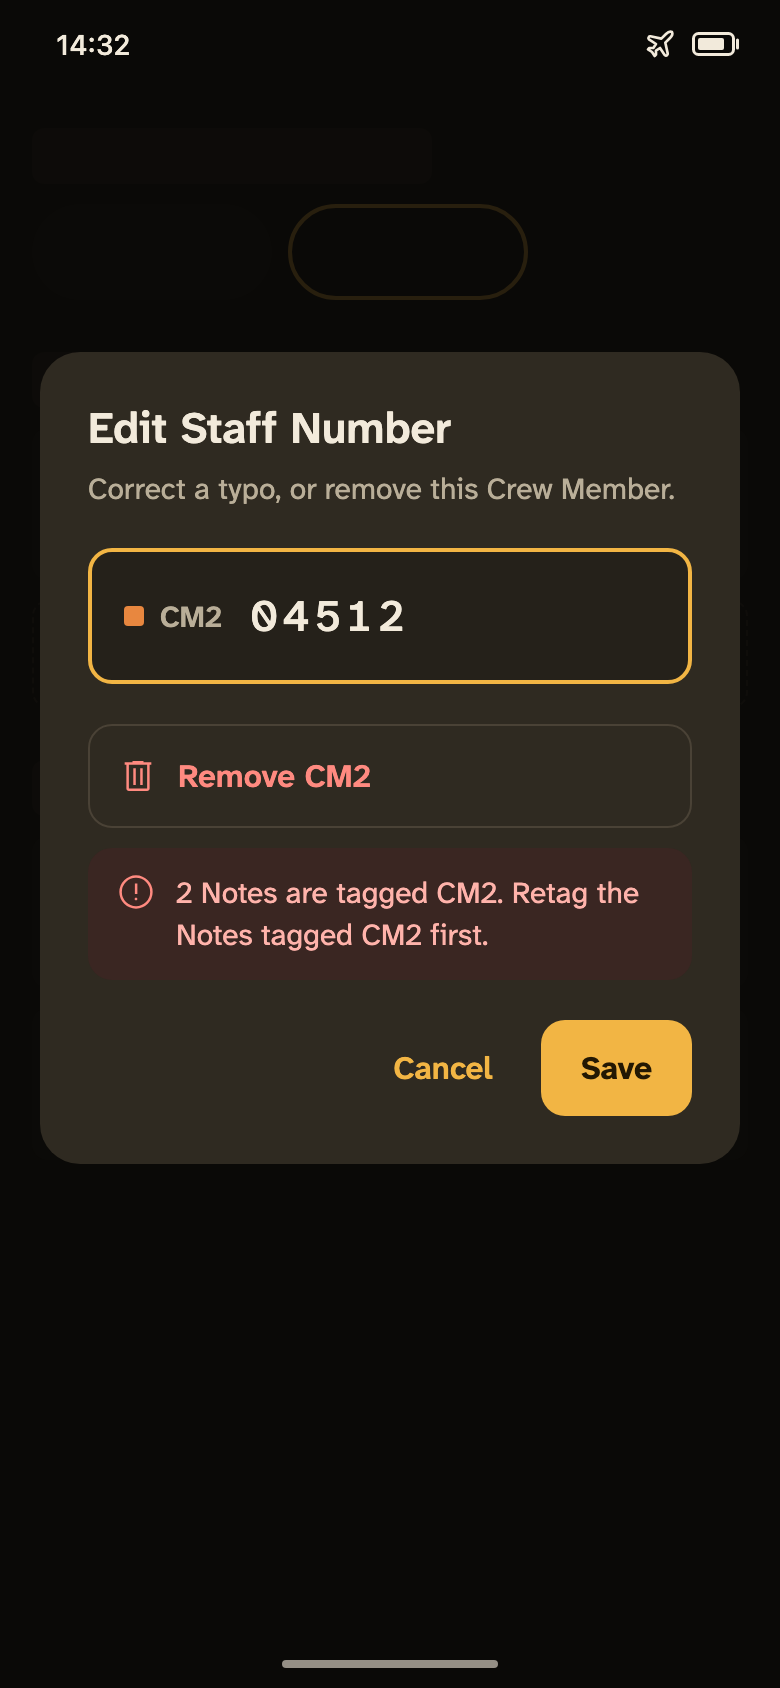 14:32
Edit Staff Number
Correct a typo, or remove this Crew Member.
CM2 04512
Remove CM2
2 Notes are tagged CM2. Retag the
Notes tagged CM2 first.
Cancel Save